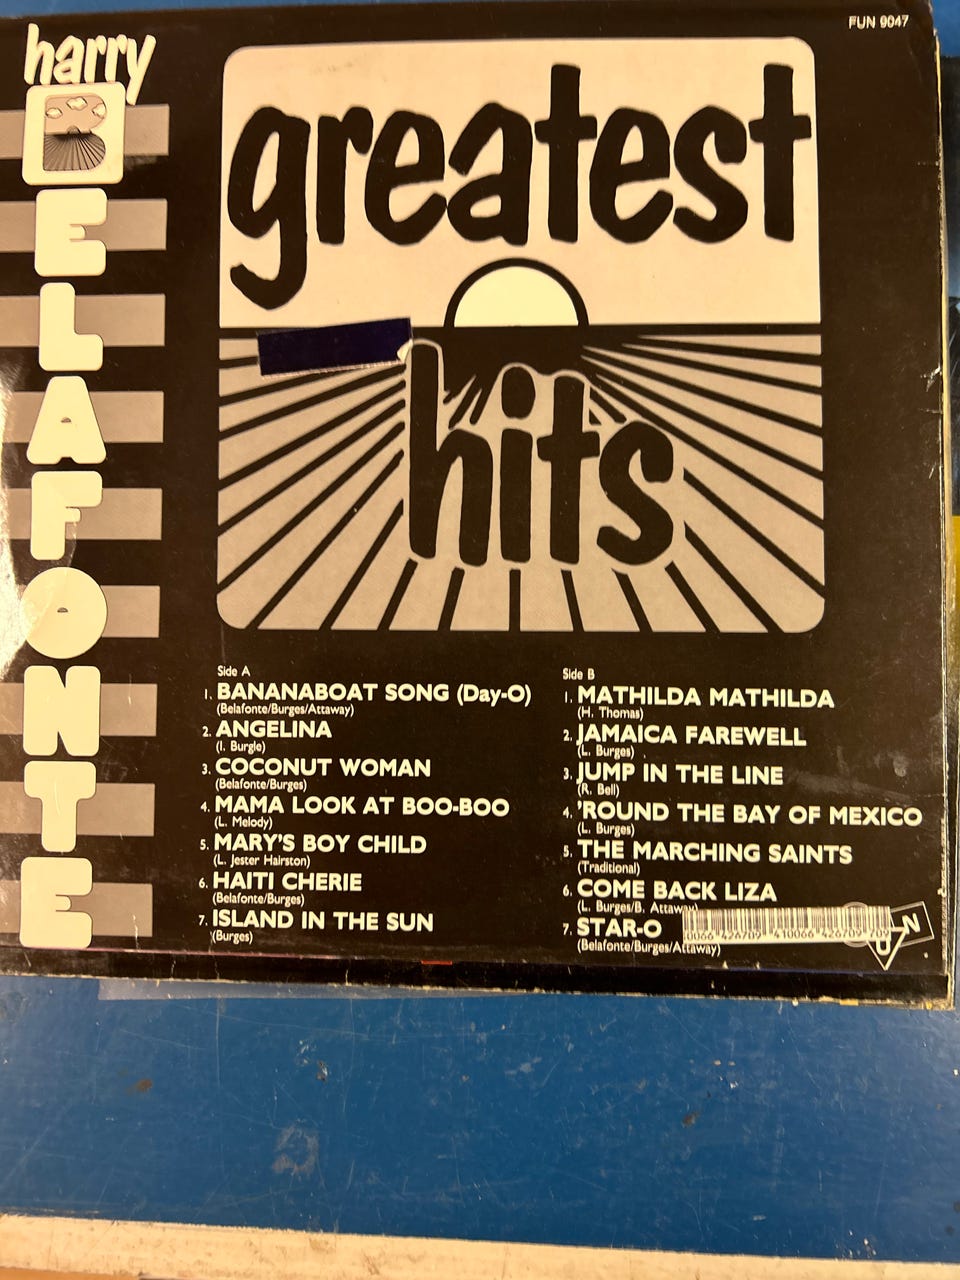 FUN 9047
harry
BELAFONTE
greatest
hits
Side A
1. BANANABOAT SONG (Day-O)
(Belafonte/Burges/Attaway)
2. ANGELINA
(I. Burgle)
3. COCONUT WOMAN
(Belafonte/Burges)
4. MAMA LOOK AT BOO-BOO
(L. Melody)
5. MARY'S BOY CHILD
(L. Jester Hairston)
6. HAITI CHERIE
(Belafonte/Burges)
7. ISLAND IN THE SUN
(Burges)
Side B
1. MATHILDA MATHILDA
(H. Thomas)
2. JAMAICA FAREWELL
(L. Burges)
3. JUMP IN THE LINE
(R. Bell)
4. 'ROUND THE BAY OF MEXICO
(L. Burges)
5. THE MARCHING SAINTS
(Traditional)
6. COME BACK LIZA
(L. Burges/B. Attaway)
7. STAR-O
(Belafonte/Burges/Attaway)